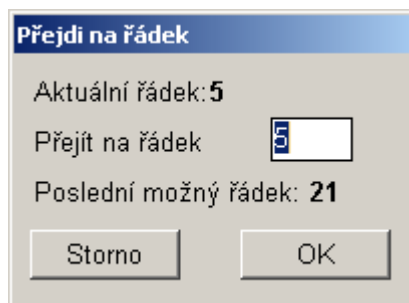 Přejdi na řádek
Aktuální řádek:5
Přejít na řádek 5
Poslední možný řádek: 21
Storno OK